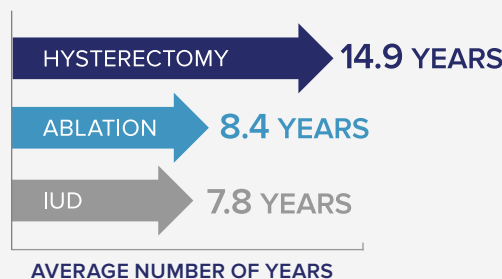 HYSTERECTOMY 14.9 YEARS
ABLATION 8.4 YEARS
IUD 7.8 YEARS
AVERAGE NUMBER OF YEARS